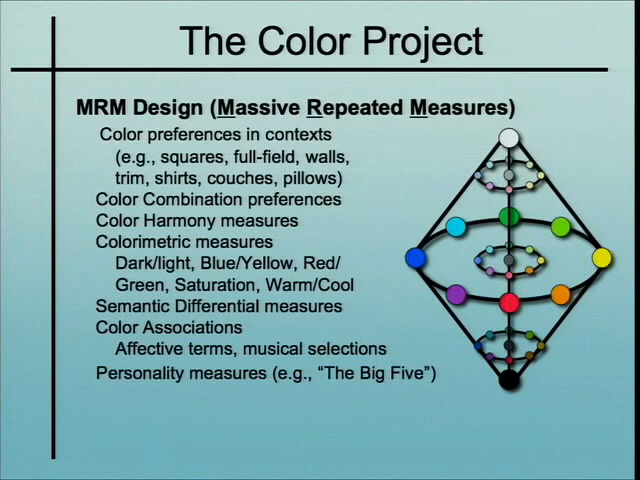 The Color Project
MRM Design (Massive Repeated Measures)
Color preferences in contexts
(e.g., squares, full-field, walls,
trim, shirts, couches, pillows)
Color Combination preferences
Color Harmony measures
Colorimetric measures
Dark/light, Blue/Yellow, Red/
Green, Saturation, Warm/Cool
Semantic Differential measures
Color Associations
Affective terms, musical selections
Personality measures (e.g., “The Big Five”)